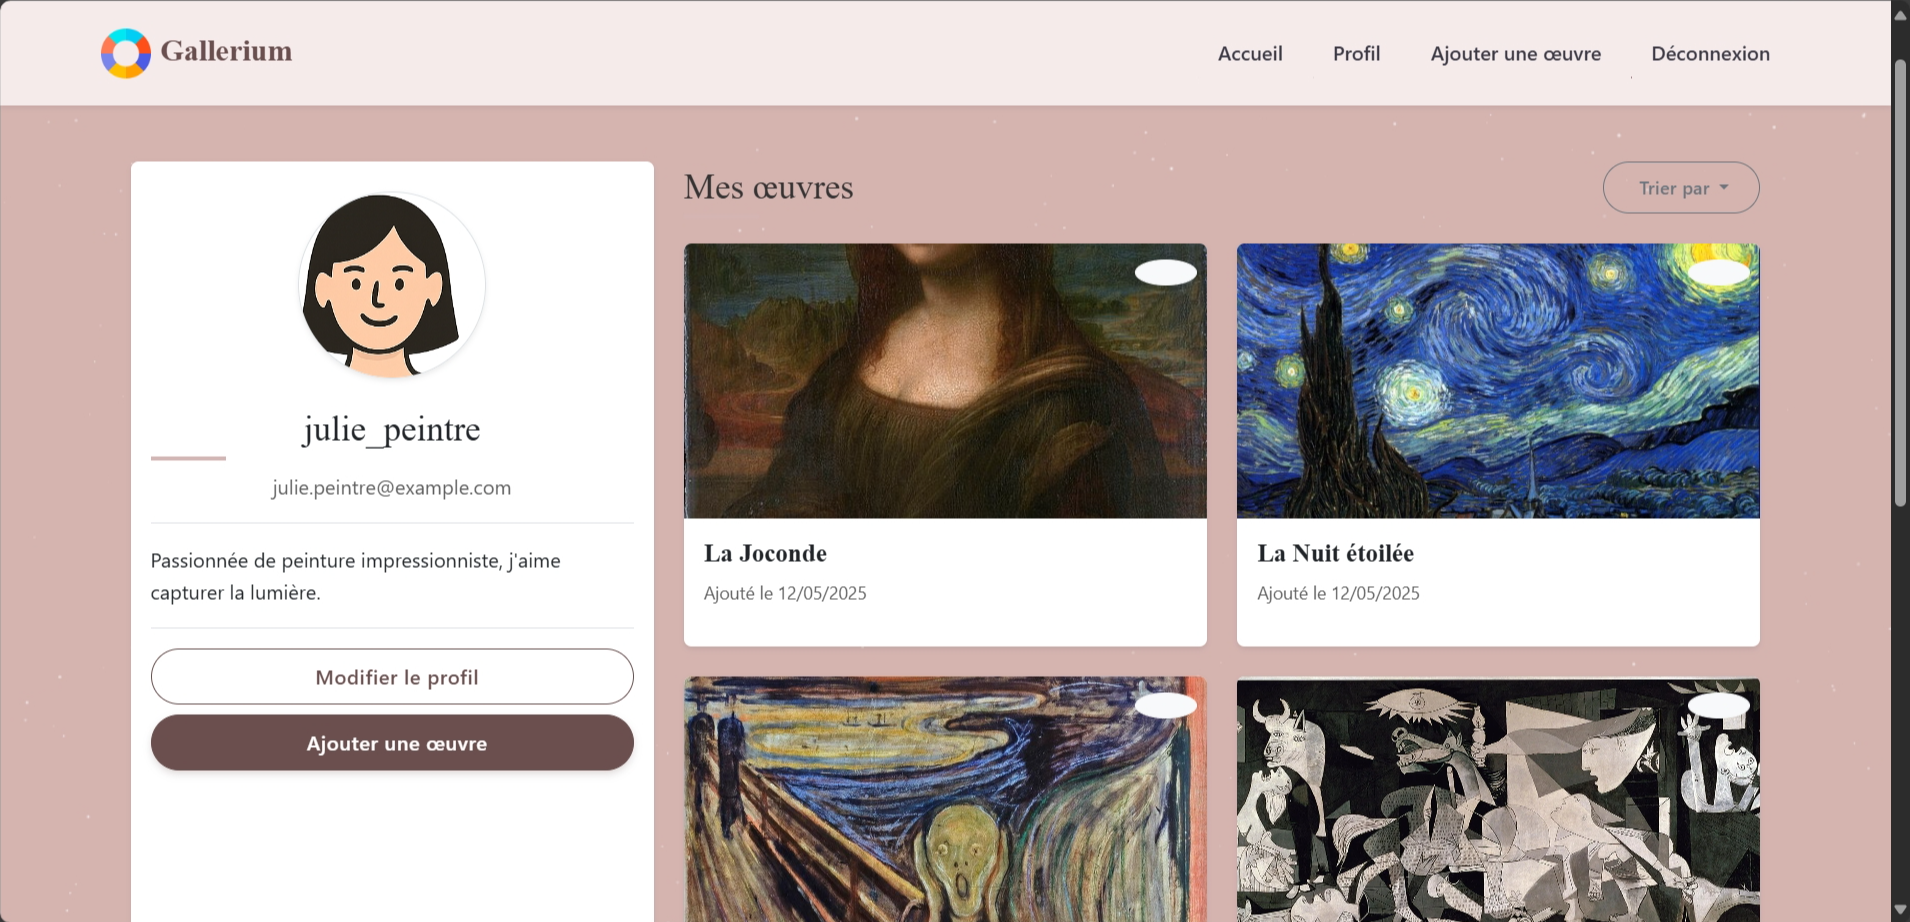 Gallerium
Accueil
Profil
Ajouter une œuvre
Déconnexion
julie_peintre
julie.peintre@example.com
Passionnée de peinture impressionniste, j'aime
capturer la lumière.
Modifier le profil
Ajouter une œuvre
Mes œuvres
Trier par
La Joconde
Ajouté le 12/05/2025
La Nuit étoilée
Ajouté le 12/05/2025